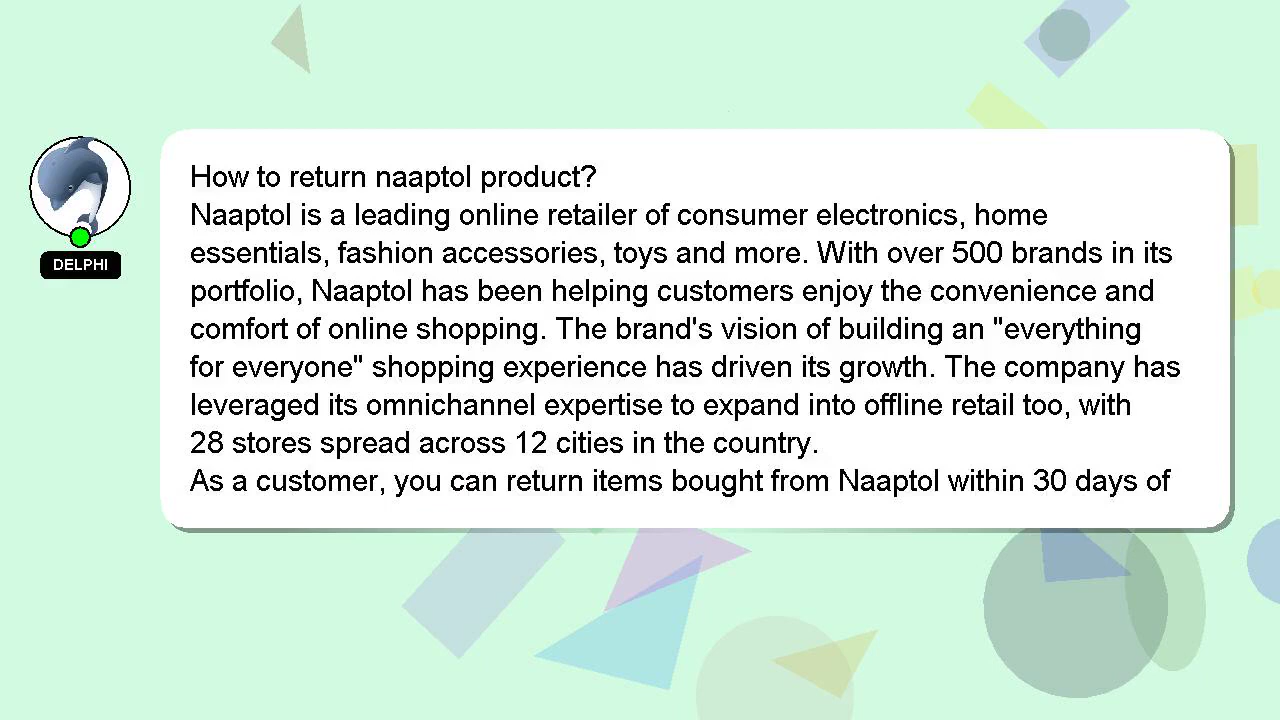 How to return naaptol product?
Naaptol is a leading online retailer of consumer electronics, home
essentials, fashion accessories, toys and more. With over 500 brands in its
portfolio, Naaptol has been helping customers enjoy the convenience and
comfort of online shopping. The brand's vision of building an "everything
for everyone" shopping experience has driven its growth. The company has
leveraged its omnichannel expertise to expand into offline retail too, with
28 stores spread across 12 cities in the country.
As a customer, you can return items bought from Naaptol within 30 days of
DELPHI